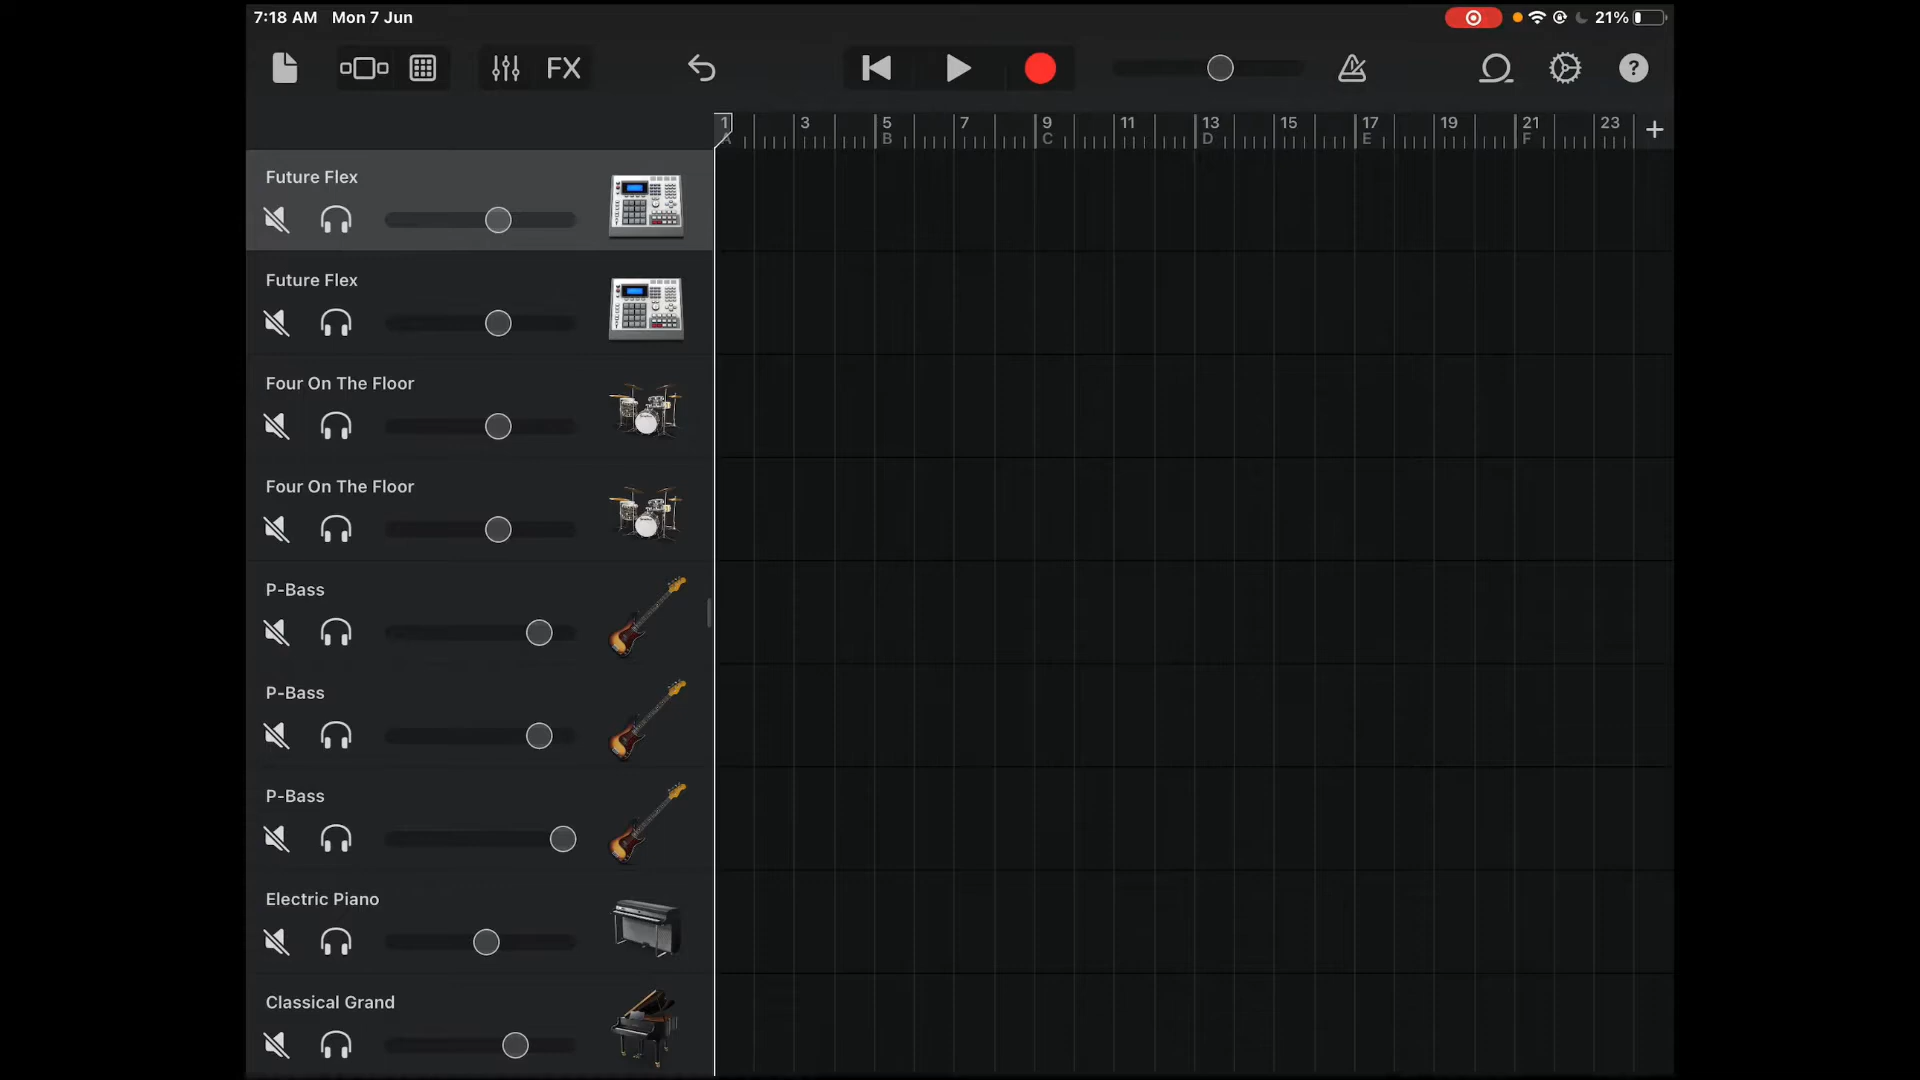 7:18 AM Mon 7 Jun 21%
FX ?
1 3 5 7 9 11 13 15 17 19 21 23 +
A B C D E F
Future Flex
Future Flex
Four On The Floor
Four On The Floor
P-Bass
P-Bass
P-Bass
Electric Piano
Classical Grand